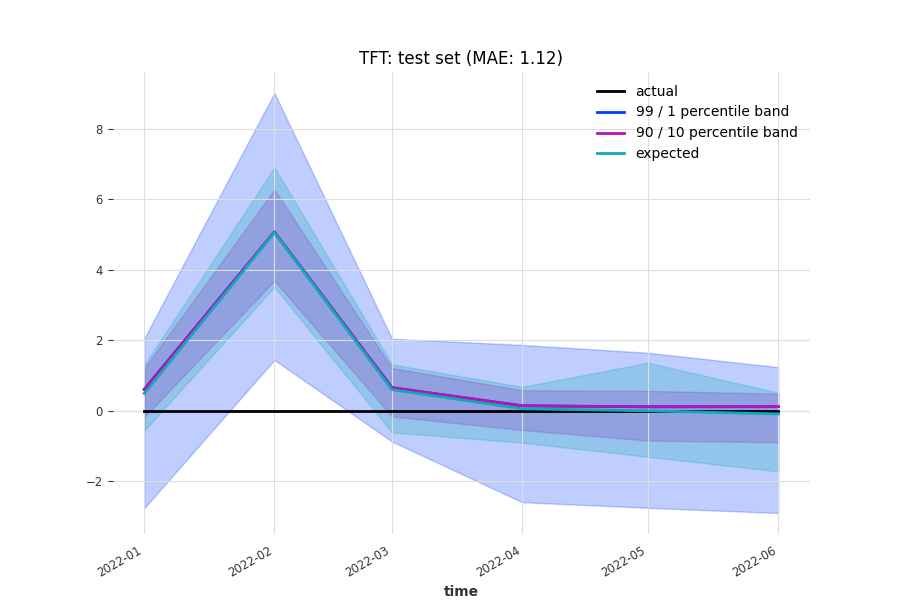 TFT: test set (MAE: 1.12)
actual
99 / 1 percentile band
90 / 10 percentile band
expected
8
6
4
2
0
−2
2022-01
2022-02
2022-03
2022-04
2022-05
2022-06
time